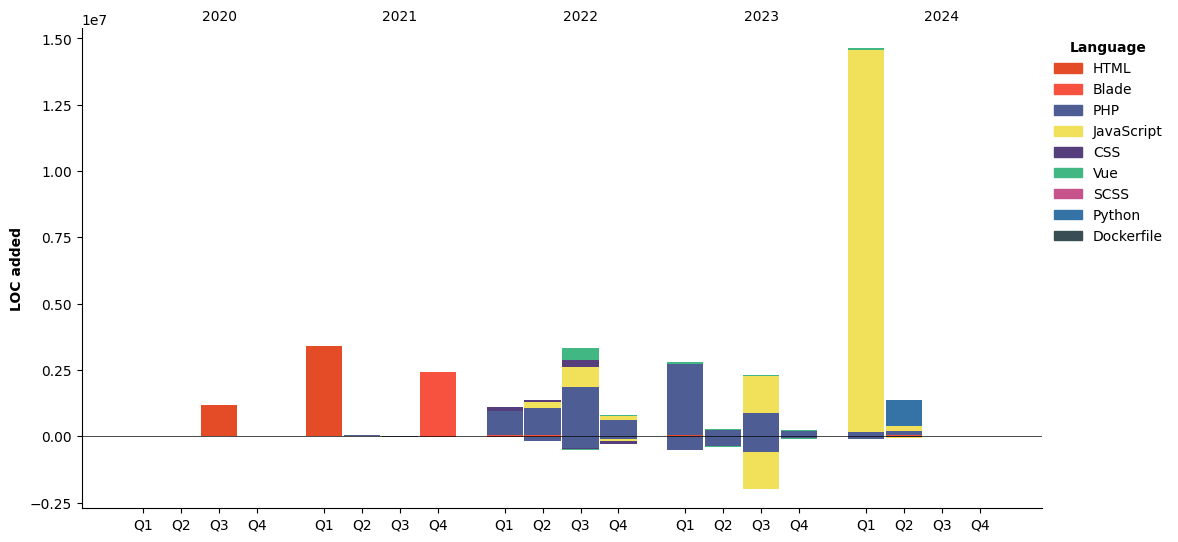 2020 2021 2022 2023 2024
1e7
1.50
1.25
1.00
0.75
0.50
0.25
0.00
−0.25
LOC added
Q1 Q2 Q3 Q4 Q1 Q2 Q3 Q4 Q1 Q2 Q3 Q4 Q1 Q2 Q3 Q4 Q1 Q2 Q3 Q4
Language
HTML
Blade
PHP
JavaScript
CSS
Vue
SCSS
Python
Dockerfile